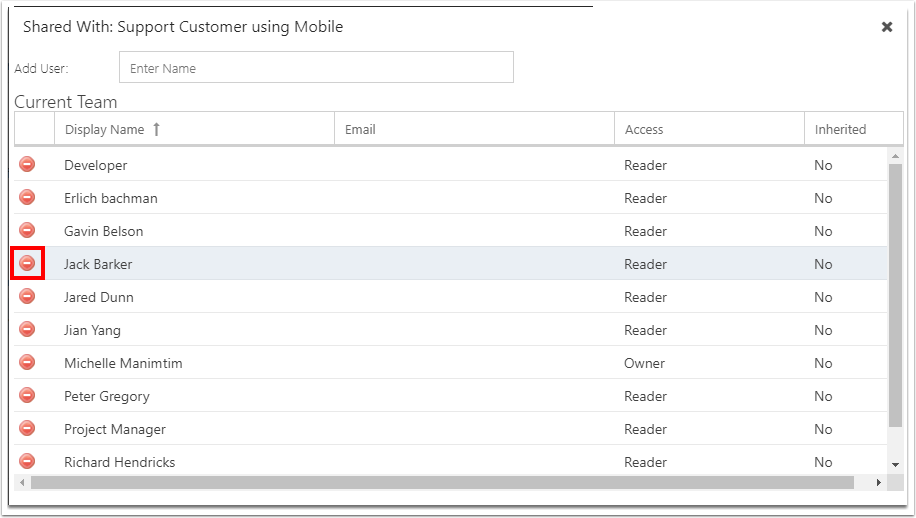 Shared With: Support Customer using Mobile
Add User: Enter Name
Current Team
Display Name Email Access Inherited
Developer Reader No
Erlich bachman Reader No
Gavin Belson Reader No
Jack Barker Reader No
Jared Dunn Reader No
Jian Yang Reader No
Michelle Manimtim Owner No
Peter Gregory Reader No
Project Manager Reader No
Richard Hendricks Reader No